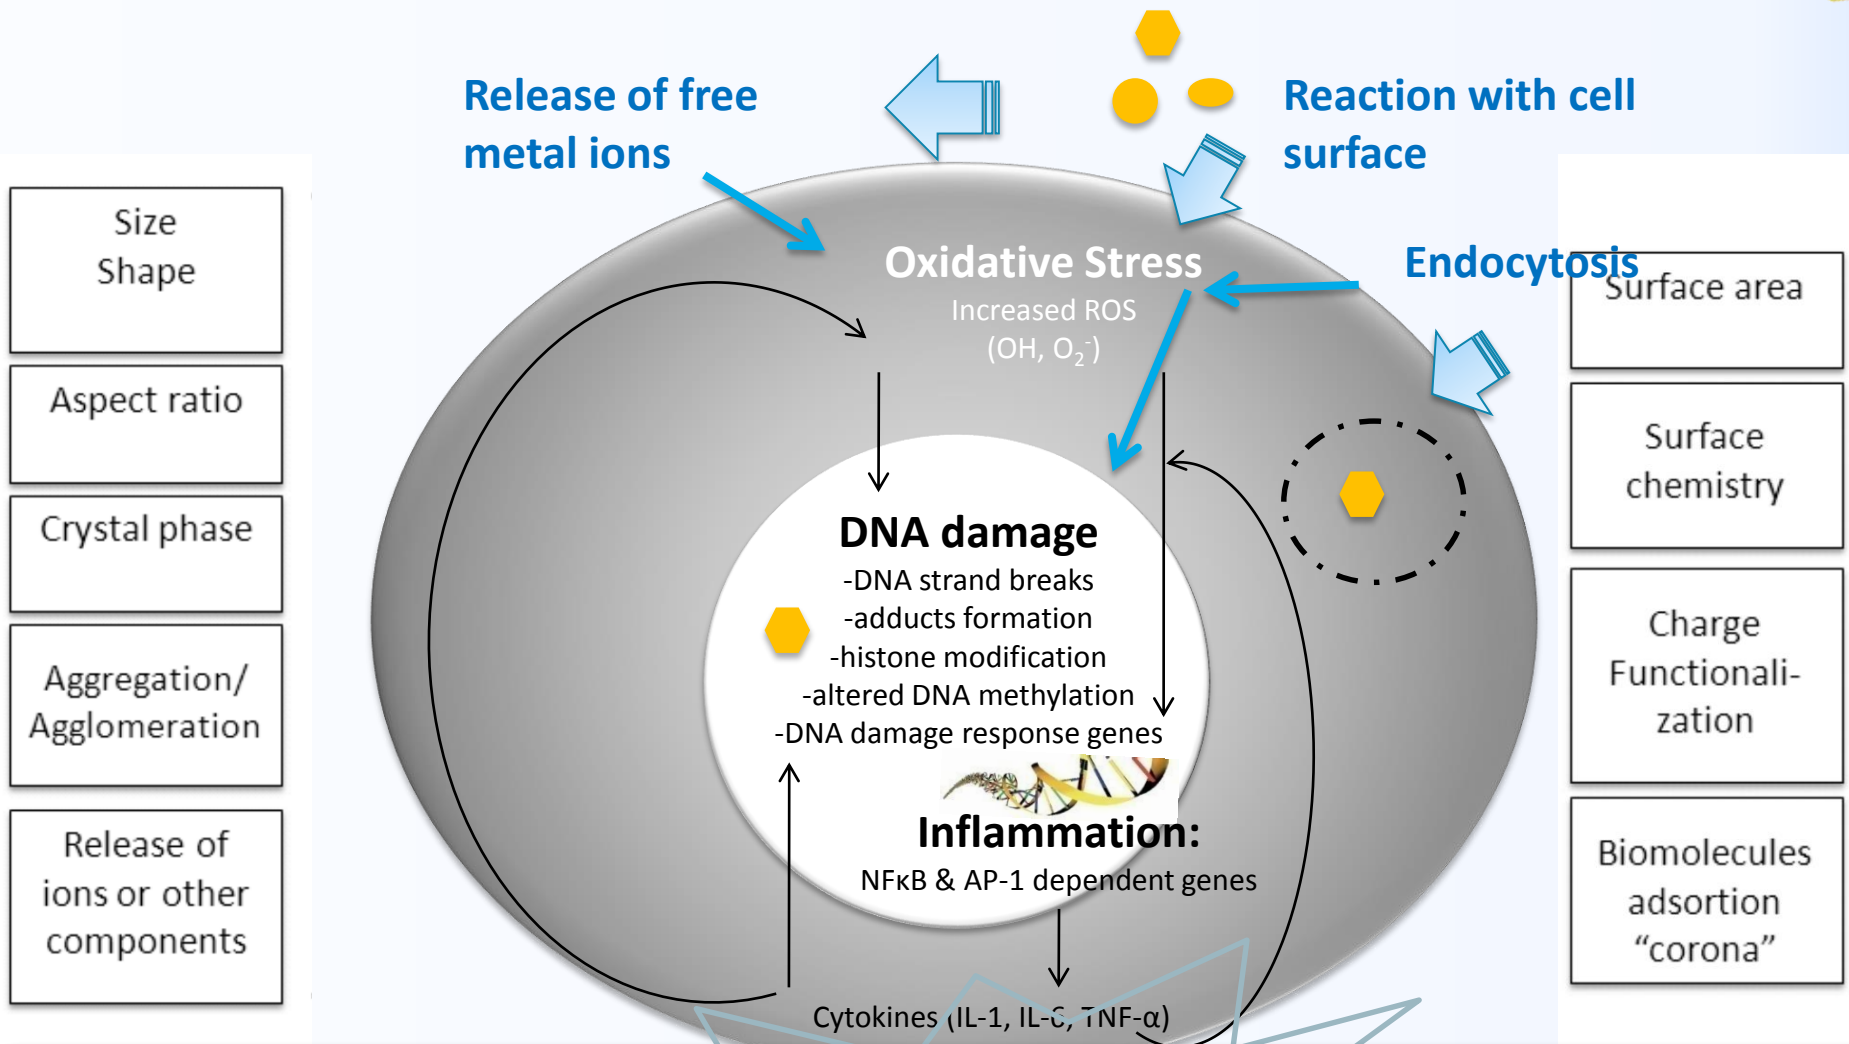 Release of free
metal ions
Reaction with cell
surface
Endocytosis
Size
Shape
Aspect ratio
Crystal phase
Aggregation/
Agglomeration
Release of
ions or other
components
Oxidative Stress
Increased ROS
(OH, O₂⁻)
DNA damage
-DNA strand breaks
-adducts formation
-histone modification
-altered DNA methylation
-DNA damage response genes
Inflammation:
NFκB & AP-1 dependent genes
Cytokines (IL-1, IL-6, TNF-α)
Surface area
Surface
chemistry
Charge
Functionali-
zation
Biomolecules
adsortion
“corona”